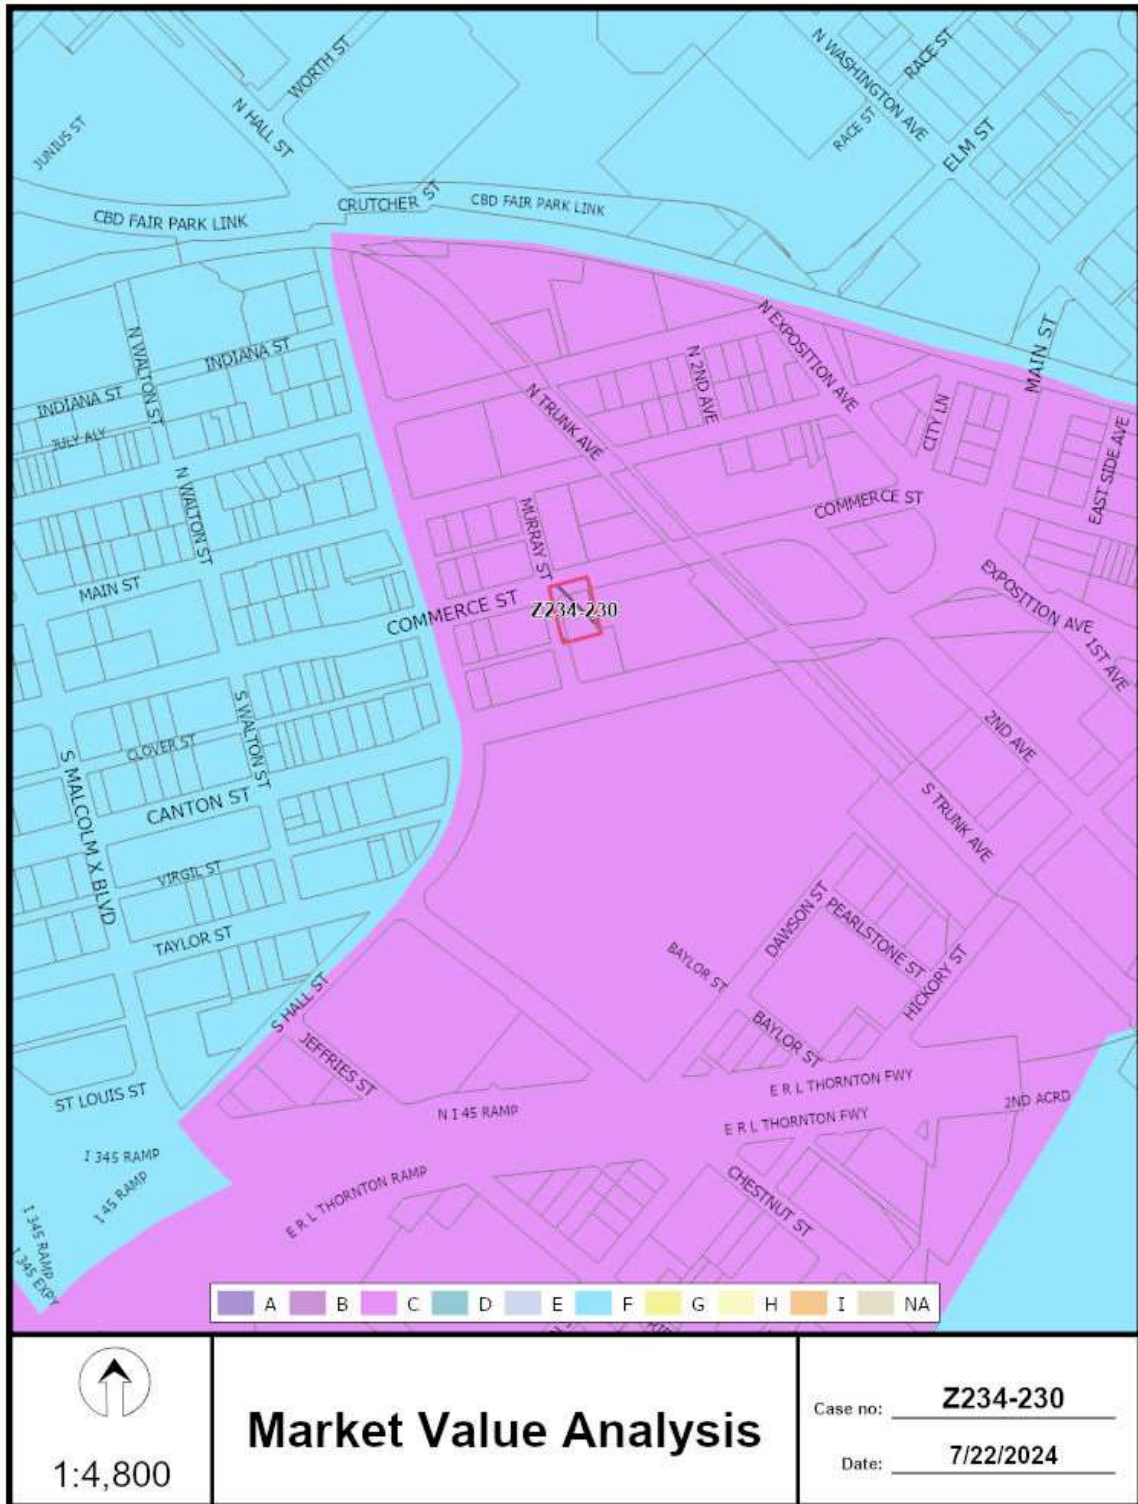 WORTH ST
N WASHINGTON AVE
RACE ST
N HALL ST
JUNIUS ST
RACE ST
ELM ST
CRUTCHER ST
CBD FAIR PARK LINK
CBD FAIR PARK LINK
N WALTON ST
INDIANA ST
N EXPOSITION AVE
MAIN ST
N 2ND AVE
INDIANA ST
JULY ALY
N TRUNK AVE
CITY LN
EAST SIDE AVE
N WALTON ST
MURRAY ST
COMMERCE ST
MAIN ST
COMMERCE ST
Z234-230
EXPOSITION AVE
1ST AVE
S WALTON ST
CLOVER ST
2ND AVE
S MALCOLM X BLVD
CANTON ST
S TRUNK AVE
VIRGIL ST
TAYLOR ST
DAWSON ST
PEARLSTONE ST
BAYLOR ST
HICKORY ST
S HALL ST
JEFFRIES ST
BAYLOR ST
ST LOUIS ST
N I 45 RAMP
E R L THORNTON FWY
2ND ACRD
E R L THORNTON FWY
I 345 RAMP
I 45 RAMP
E R L THORNTON RAMP
CHESTNUT ST
I 345 RAMP
I 345 EXPY
A B C D E F G H I NA
1:4,800
Market Value Analysis
Case no: Z234-230
Date: 7/22/2024